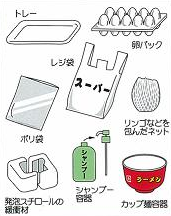 トレー
卵パック
レジ袋
スーパー
ポリ袋
リンゴなどを
包んだネット
シャンプー
ラーメン
発泡スチロールの
緩衝材
シャンプー
容器
カップ麺容器